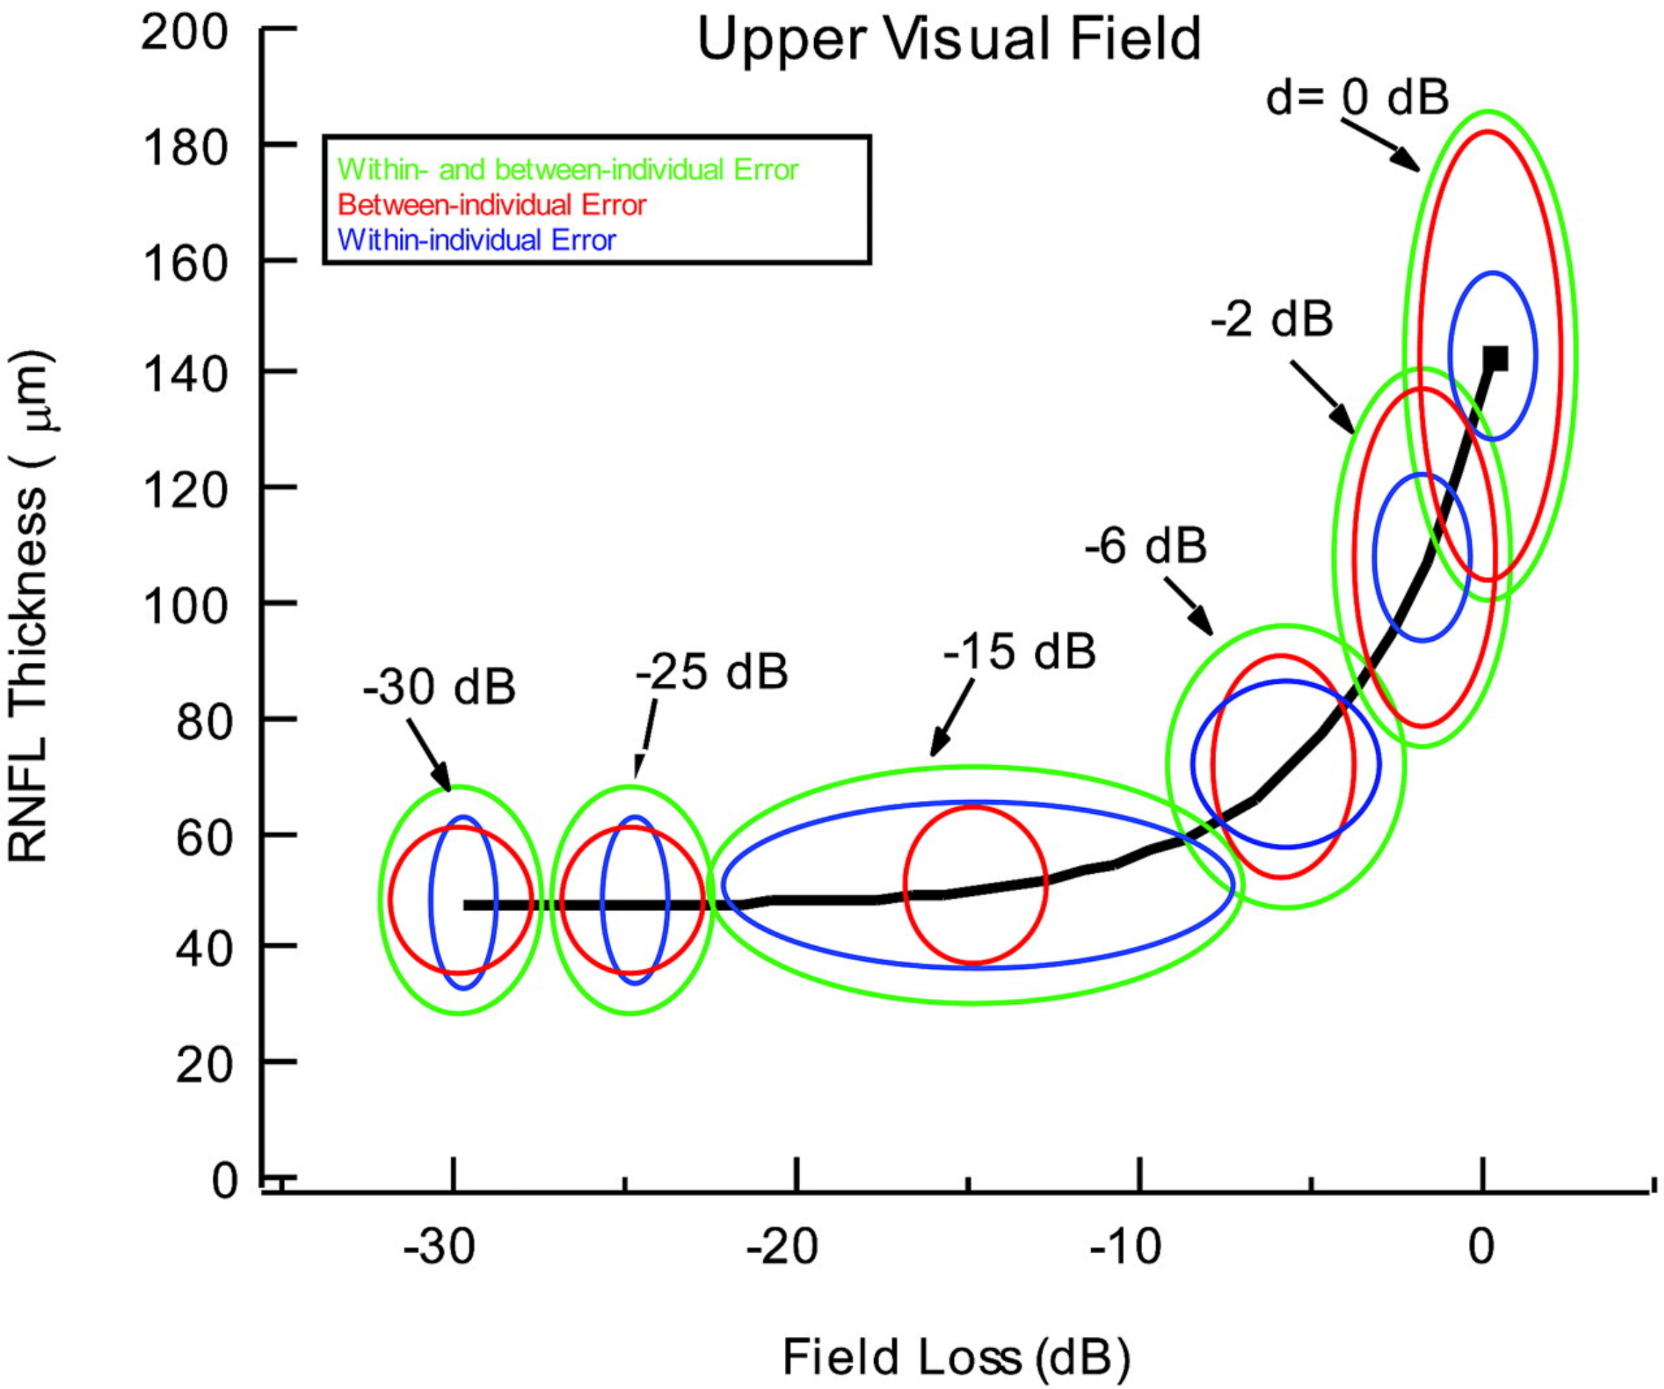 Upper Visual Field
200
180
160
140
120
100
80
60
40
20
0
RNFL Thickness ( μm)
Within- and between-individual Error
Between-individual Error
Within-individual Error
d= 0 dB
-2 dB
-6 dB
-15 dB
-25 dB
-30 dB
-30 -20 -10 0
Field Loss (dB)